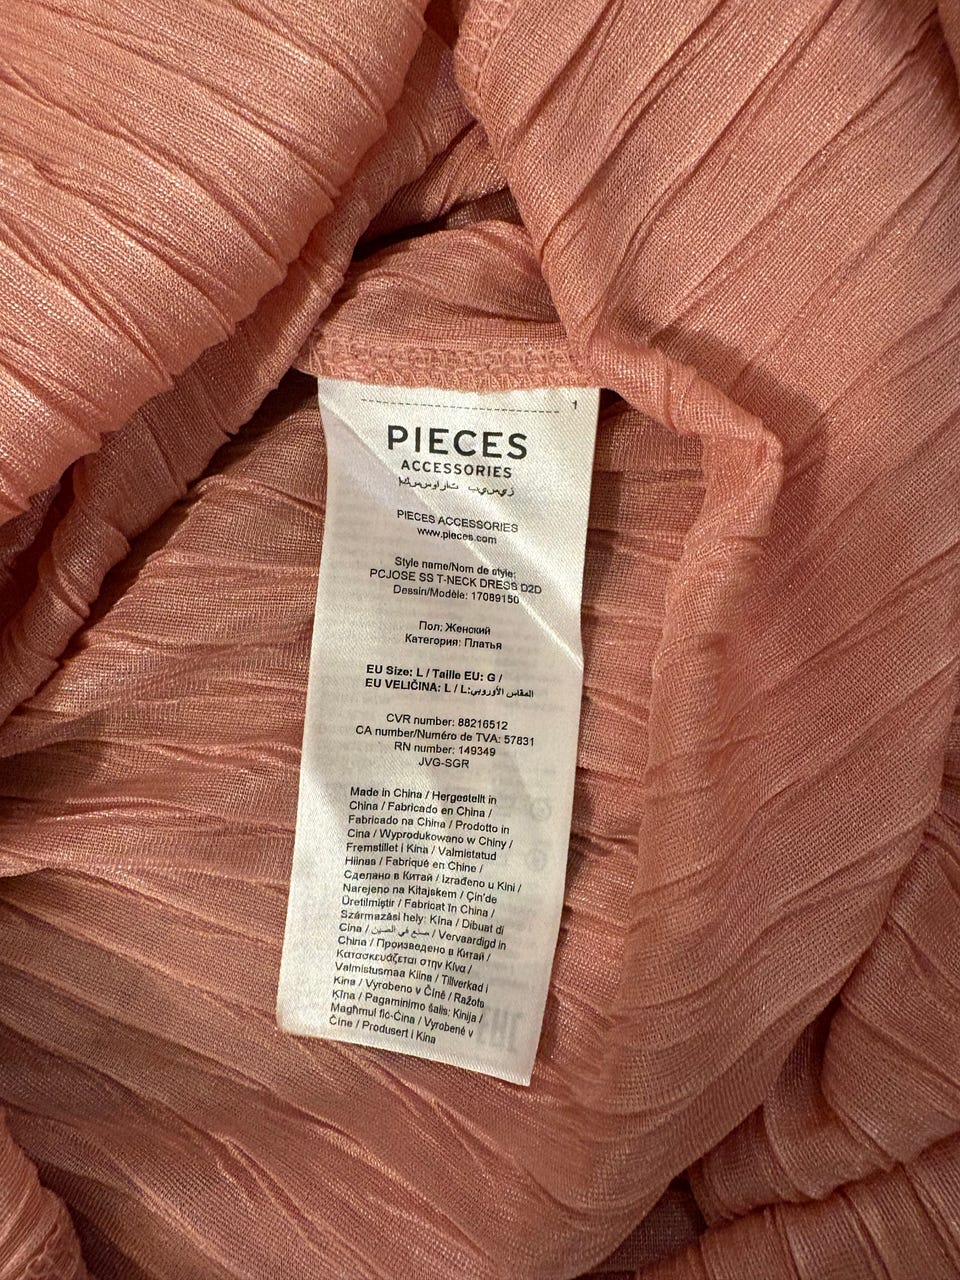 1
PIECES
ACCESSORIES
PIECES ACCESSORIES
www.pieces.com
Style name/Nom de style:
PCJOSE SS T-NECK DRESS D2D
Dessin/Modèle: 17089150
Пол: Женский
Категория: Платья
EU Size: L / Taille EU: G /
EU VELIČINA: L / L:المقاس الأوروبي
CVR number: 88216512
CA number/Numéro de TVA: 57831
RN number: 149349
JVG-SGR
Made in China / Hergestellt in
China / Fabricado en China /
Fabricado na China / Prodotto in
Cina / Wyprodukowano w Chiny /
Fremstillet i Kina / Valmistatud
Hiinas / Fabriqué en Chine /
Сделано в Китай / Izrađeno u Kini /
Narejeno na Kitajskem / Çin'de
Üretilmiştir / Fabricat în China /
Származási hely: Kína / Dibuat di
Cina / صنع في الصين / Vervaardigd in
China / Произведено в Китай /
Κατασκευάζεται στην Κίνα /
Valmistusmaa Kiina / Tillverkad i
Kina / Vyrobeno v Číně / Ražots
Ķīna / Pagaminimo šalis: Kinija /
Magħmul fiċ-Ċina / Vyrobené v
Číne / Produsert i Kina